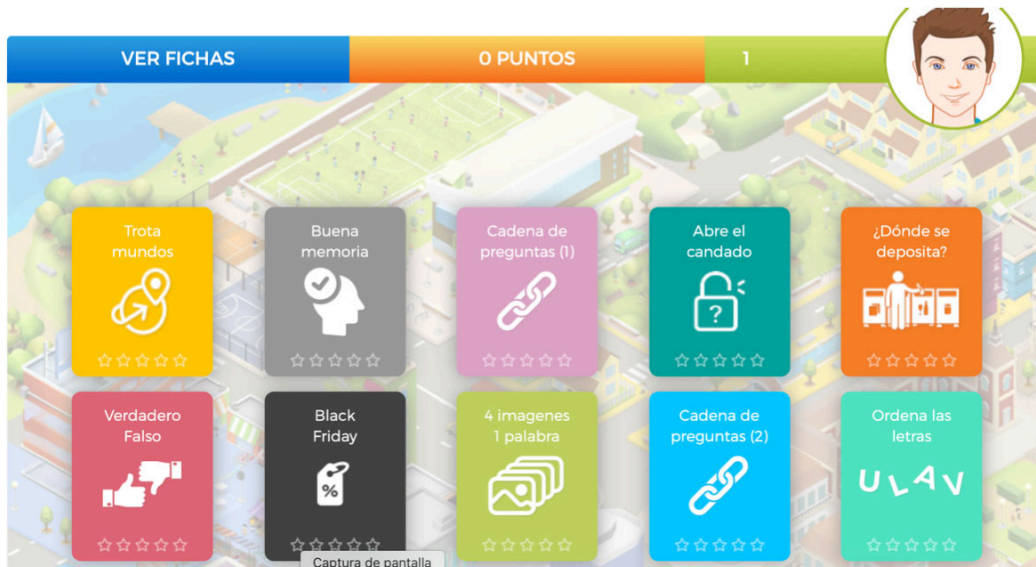 VER FICHAS
0 PUNTOS
1
Trota
mundos
Buena
memoria
Cadena de
preguntas (1)
Abre el
candado
?
¿Dónde se
deposita?
Verdadero
Falso
Black
Friday
%
4 imagenes
1 palabra
Cadena de
preguntas (2)
Ordena las
letras
U L A V
Captura de pantalla